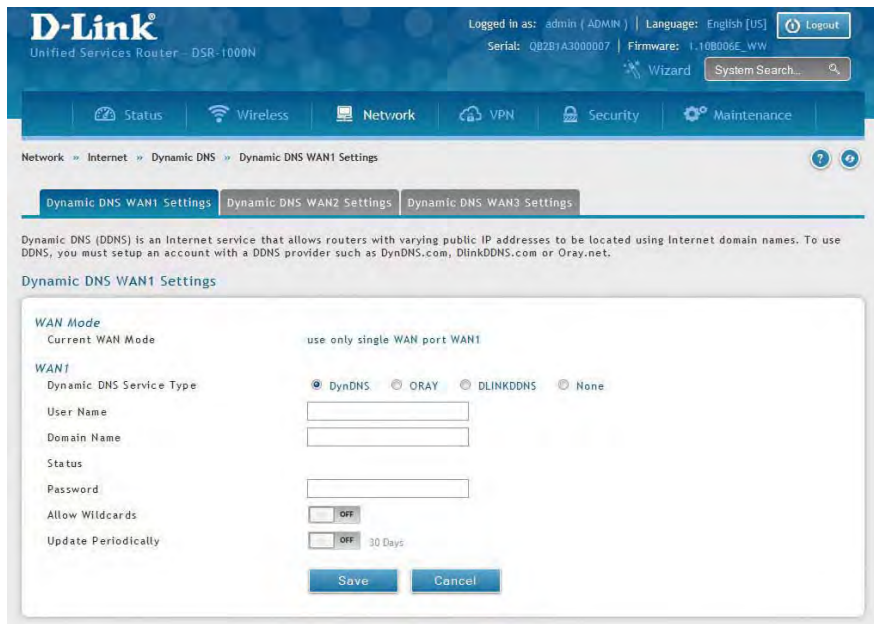 D-Link®
Logged in as: admin ( ADMIN ) | Language: English [US] Logout
Unified Services Router - DSR-1000N
Serial: QB2B1A3000007 | Firmware: 1.10B006E_WW
Wizard System Search...
Status Wireless Network VPN Security Maintenance
Network » Internet » Dynamic DNS » Dynamic DNS WAN1 Settings ?
Dynamic DNS WAN1 Settings Dynamic DNS WAN2 Settings Dynamic DNS WAN3 Settings
Dynamic DNS (DDNS) is an Internet service that allows routers with varying public IP addresses to be located using Internet domain names. To use
DDNS, you must setup an account with a DDNS provider such as DynDNS.com, DlinkDDNS.com or Oray.net.
Dynamic DNS WAN1 Settings
WAN Mode
Current WAN Mode use only single WAN port WAN1
WAN1
Dynamic DNS Service Type DynDNS ORAY DLINKDDNS None
User Name
Domain Name
Status
Password
Allow Wildcards OFF
Update Periodically OFF 30 Days
Save Cancel